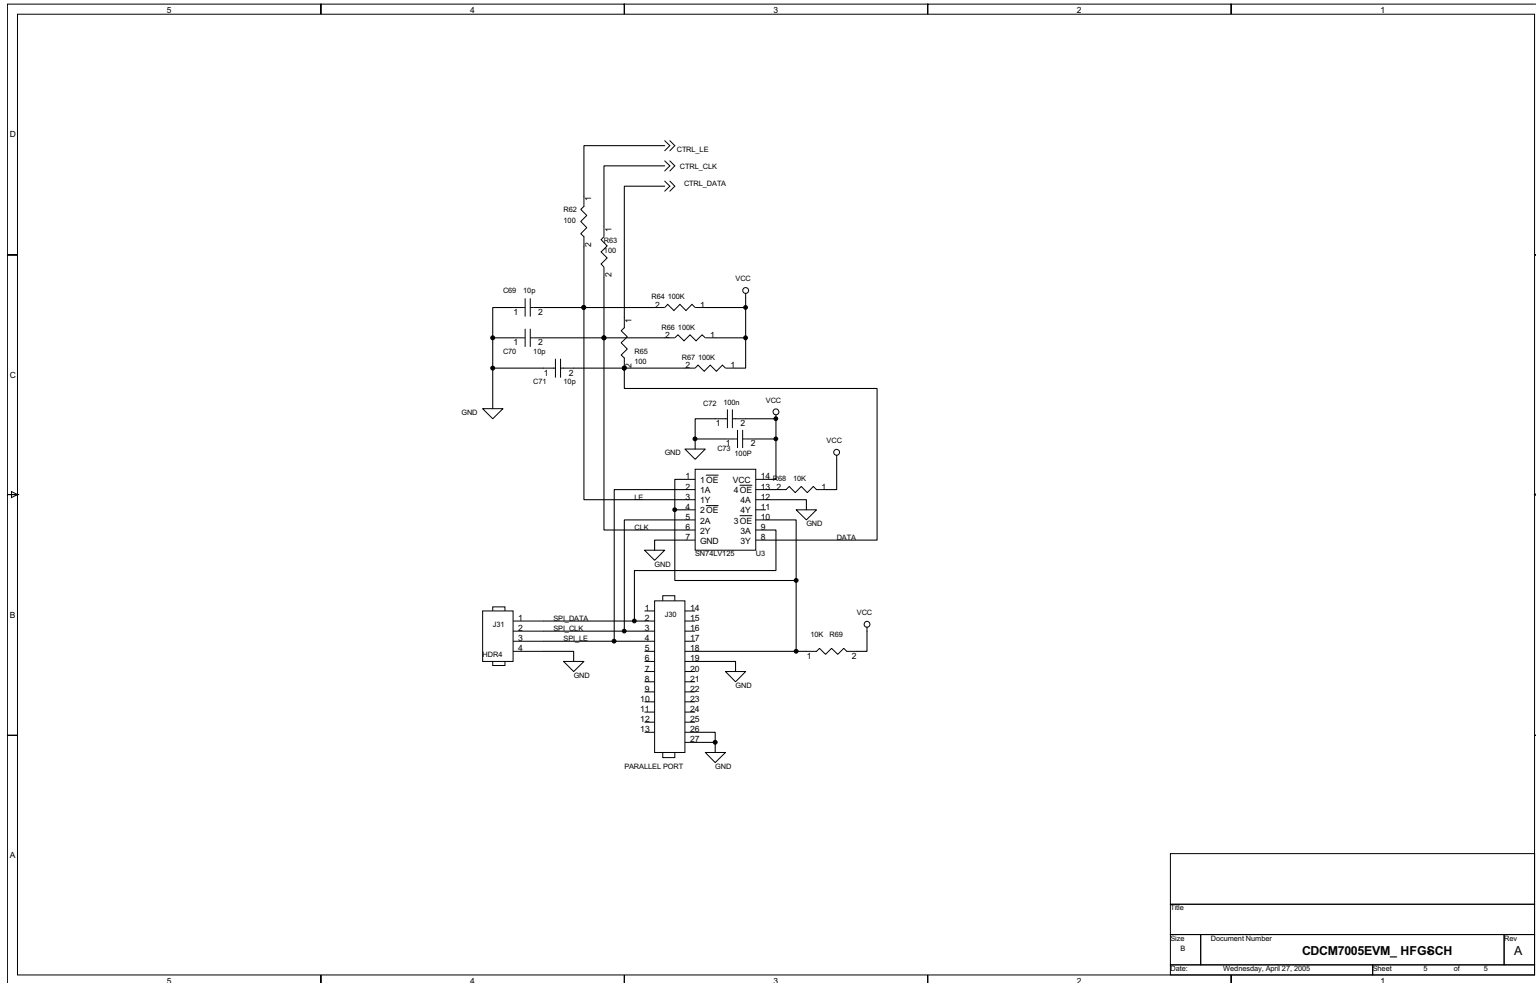 5 4 3 2 1
D
C
B
A
CTRL_LE
CTRL_CLK
CTRL_DATA
1
R62
100
2
1
R63
100
2
VCC
C69 10p
1 2
R64 100K
2 1
1 2
C70 10p
R66 100K
2 1
1
R65
100
2
R67 100K
2 1
1 2
C71 10p
GND
C72 100n
1 2
VCC
1 2
C73 100P
GND
VCC
R68 10K
2 1
1 1OE VCC 14
2 1A 4OE 13
3 1Y 4A 12
4 2OE 4Y 11
5 2A 3OE 10
6 2Y 3A 9
7 GND 3Y 8
SN74LV125 U3
LE
CLK
DATA
GND
GND
J31
HDR4
1 SPI_DATA
2 SPI_CLK
3 SPI_LE
4
GND
J30
1 14
2 15
3 16
4 17
5 18
6 19
7 20
8 21
9 22
10 23
11 24
12 25
13 26
27
PARALLEL PORT
GND
GND
VCC
10K R69
1 2
Title
Size Document Number Rev
B CDCM7005EVM_ HFGSCH A
Date: Wednesday, April 27, 2005 Sheet 5 of 5
5 4 3 2 1